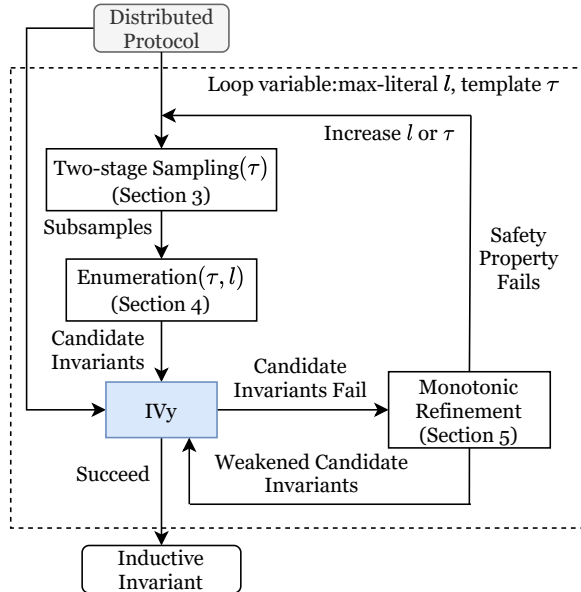 Distributed
Protocol
Loop variable:max-literal l, template τ
Increase l or τ
Two-stage Sampling(τ)
(Section 3)
Subsamples
Safety
Property
Fails
Enumeration(τ, l)
(Section 4)
Candidate
Invariants
Candidate
Invariants Fail
IVy
Monotonic
Refinement
(Section 5)
Succeed
Weakened Candidate
Invariants
Inductive
Invariant